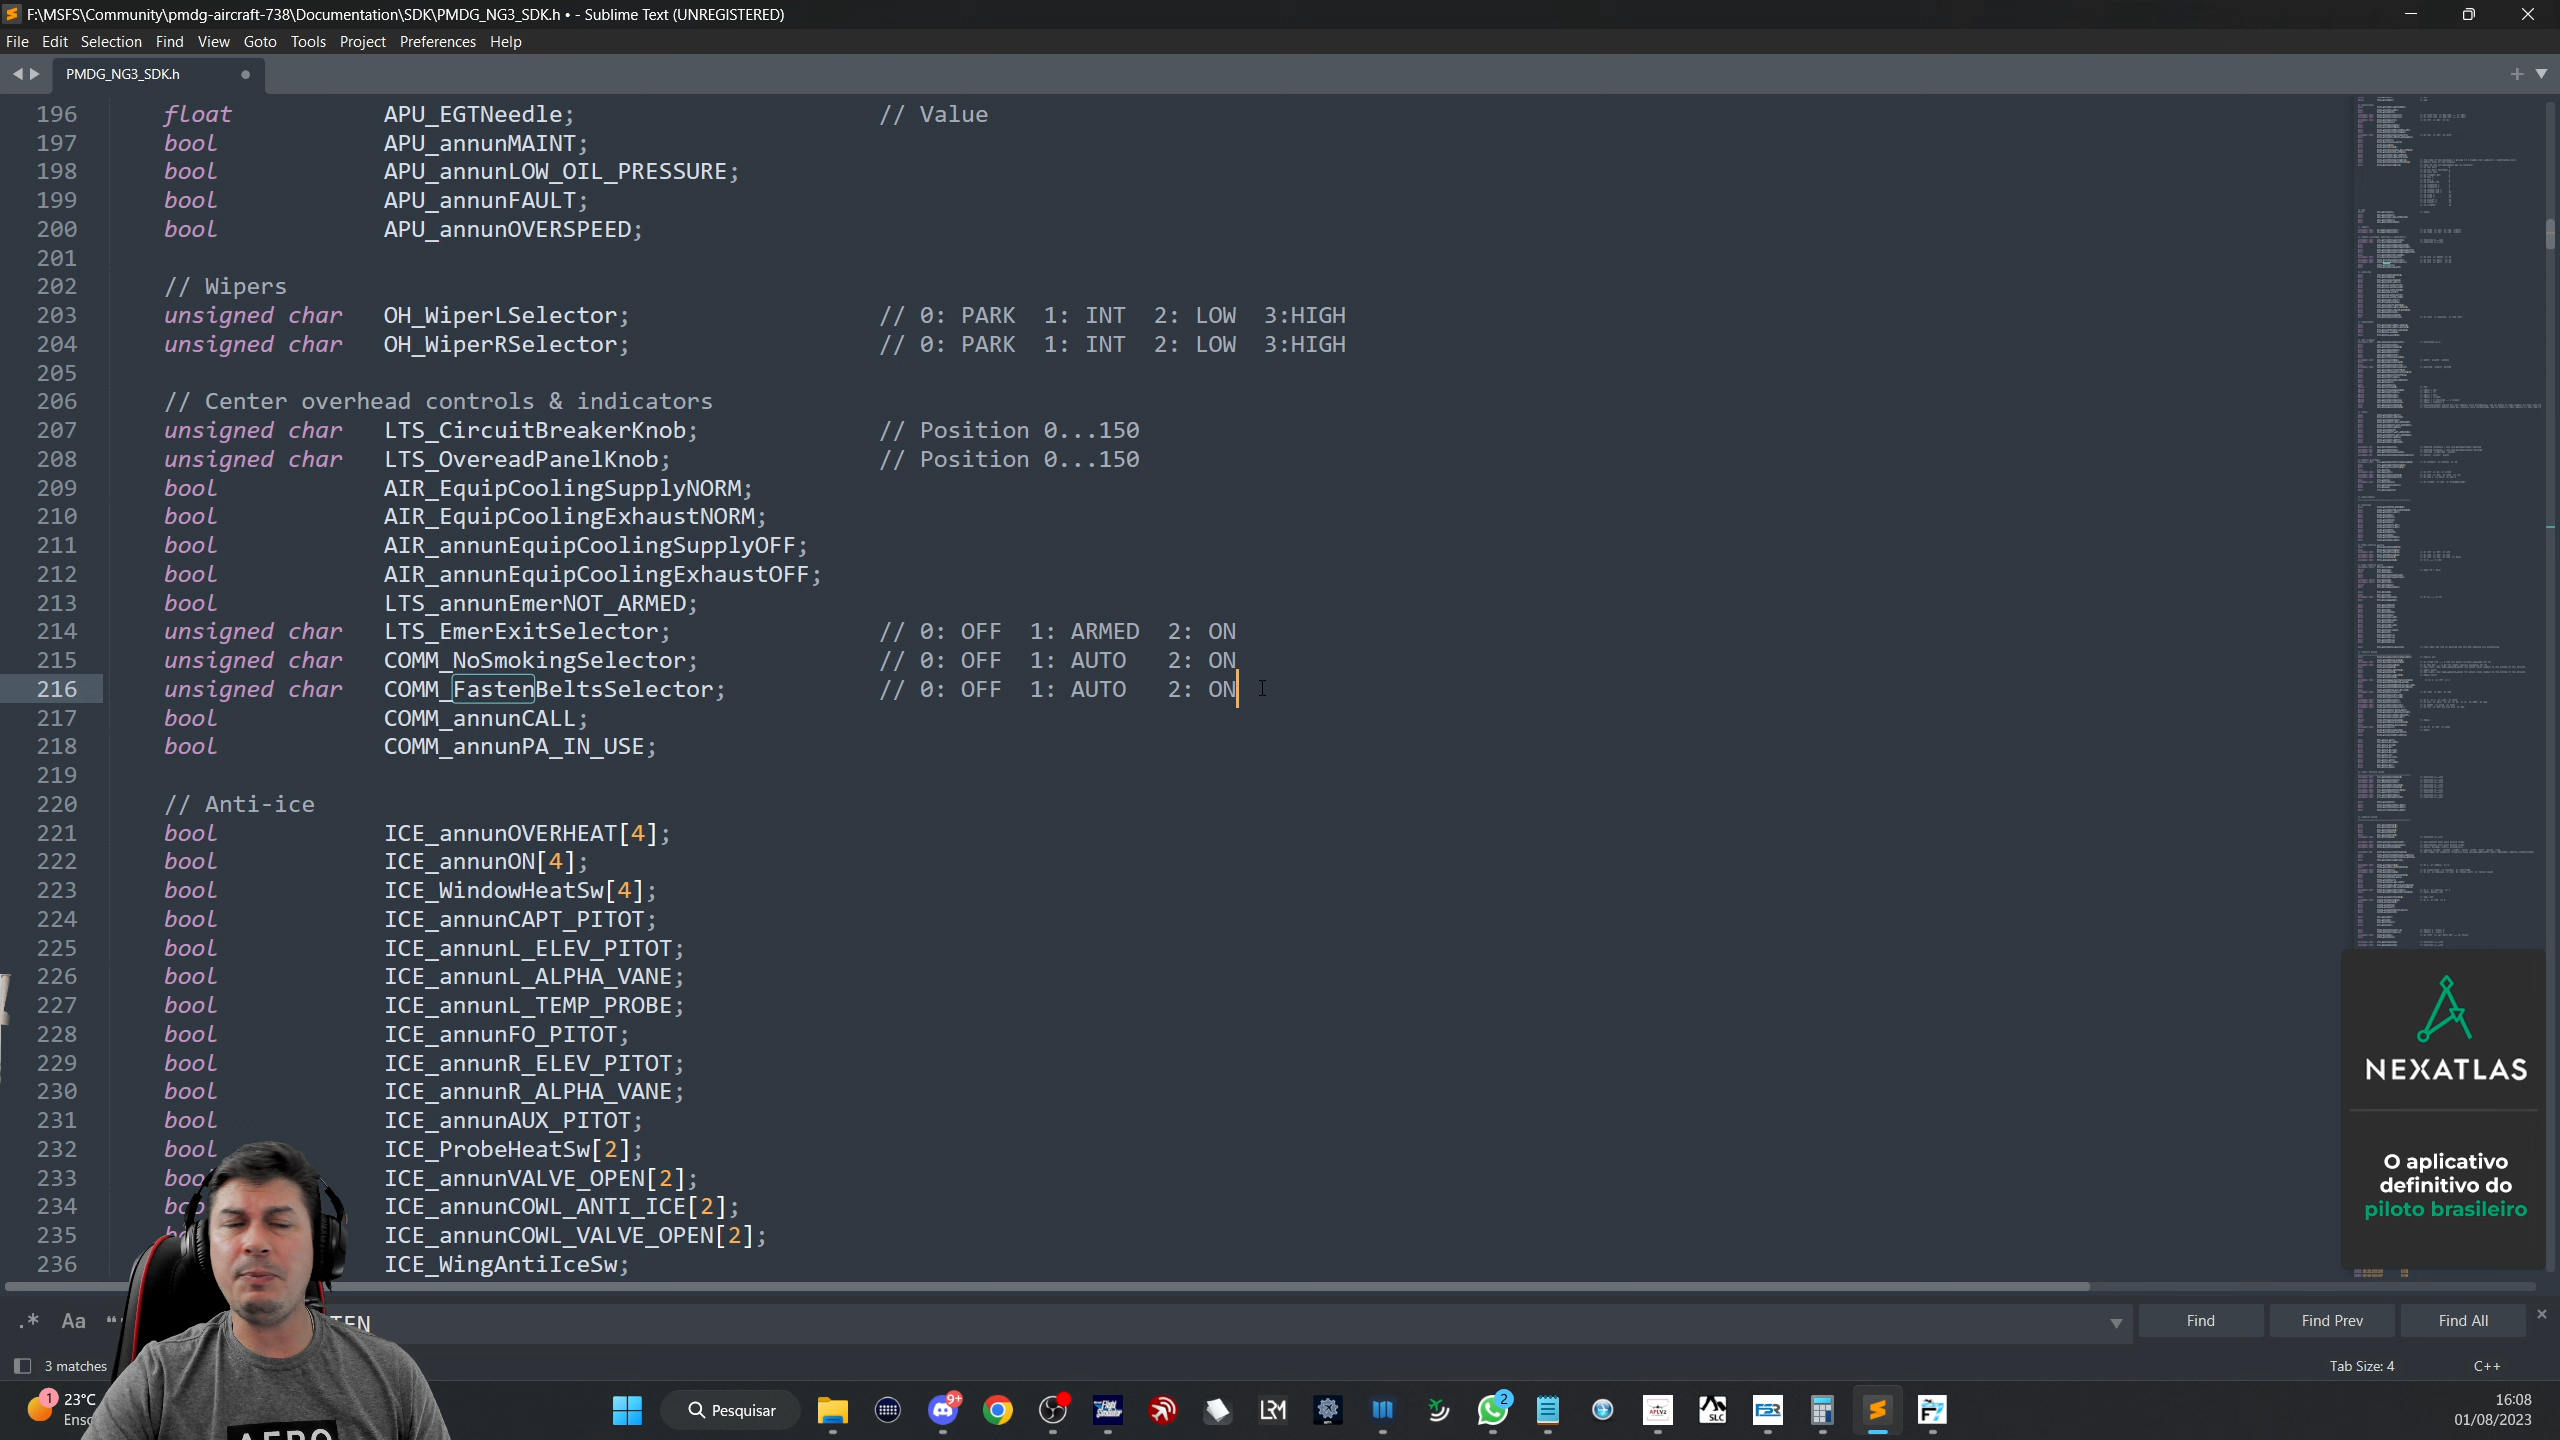 F:\MSFS\Community\pmdg-aircraft-738\Documentation\SDK\PMDG_NG3_SDK.h • - Sublime Text (UNREGISTERED)
File Edit Selection Find View Goto Tools Project Preferences Help
PMDG_NG3_SDK.h
196 float APU_EGTNeedle; // Value
197 bool APU_annunMAINT;
198 bool APU_annunLOW_OIL_PRESSURE;
199 bool APU_annunFAULT;
200 bool APU_annunOVERSPEED;
201
202 // Wipers
203 unsigned char OH_WiperLSelector; // 0: PARK 1: INT 2: LOW 3:HIGH
204 unsigned char OH_WiperRSelector; // 0: PARK 1: INT 2: LOW 3:HIGH
205
206 // Center overhead controls & indicators
207 unsigned char LTS_CircuitBreakerKnob; // Position 0...150
208 unsigned char LTS_OvereadPanelKnob; // Position 0...150
209 bool AIR_EquipCoolingSupplyNORM;
210 bool AIR_EquipCoolingExhaustNORM;
211 bool AIR_annunEquipCoolingSupplyOFF;
212 bool AIR_annunEquipCoolingExhaustOFF;
213 bool LTS_annunEmerNOT_ARMED;
214 unsigned char LTS_EmerExitSelector; // 0: OFF 1: ARMED 2: ON
215 unsigned char COMM_NoSmokingSelector; // 0: OFF 1: AUTO 2: ON
216 unsigned char COMM_FastenBeltsSelector; // 0: OFF 1: AUTO 2: ON
217 bool COMM_annunCALL;
218 bool COMM_annunPA_IN_USE;
219
220 // Anti-ice
221 bool ICE_annunOVERHEAT[4];
222 bool ICE_annunON[4];
223 bool ICE_WindowHeatSw[4];
224 bool ICE_annunCAPT_PITOT;
225 bool ICE_annunL_ELEV_PITOT;
226 bool ICE_annunL_ALPHA_VANE;
227 bool ICE_annunL_TEMP_PROBE;
228 bool ICE_annunFO_PITOT;
229 bool ICE_annunR_ELEV_PITOT;
230 bool ICE_annunR_ALPHA_VANE;
231 bool ICE_annunAUX_PITOT;
232 bool ICE_ProbeHeatSw[2];
233 boo ICE_annunVALVE_OPEN[2];
234 bo ICE_annunCOWL_ANTI_ICE[2];
235 ICE_annunCOWL_VALVE_OPEN[2];
236 ICE_WingAntiIceSw;
NEXATLAS
O aplicativo
definitivo do
piloto brasileiro
.* Aa TEN Find Find Prev Find All
3 matches Tab Size: 4 C++
1 23°C
Pesquisar
9+
LRM
2
SLC
FSR
16:08
01/08/2023
AERO